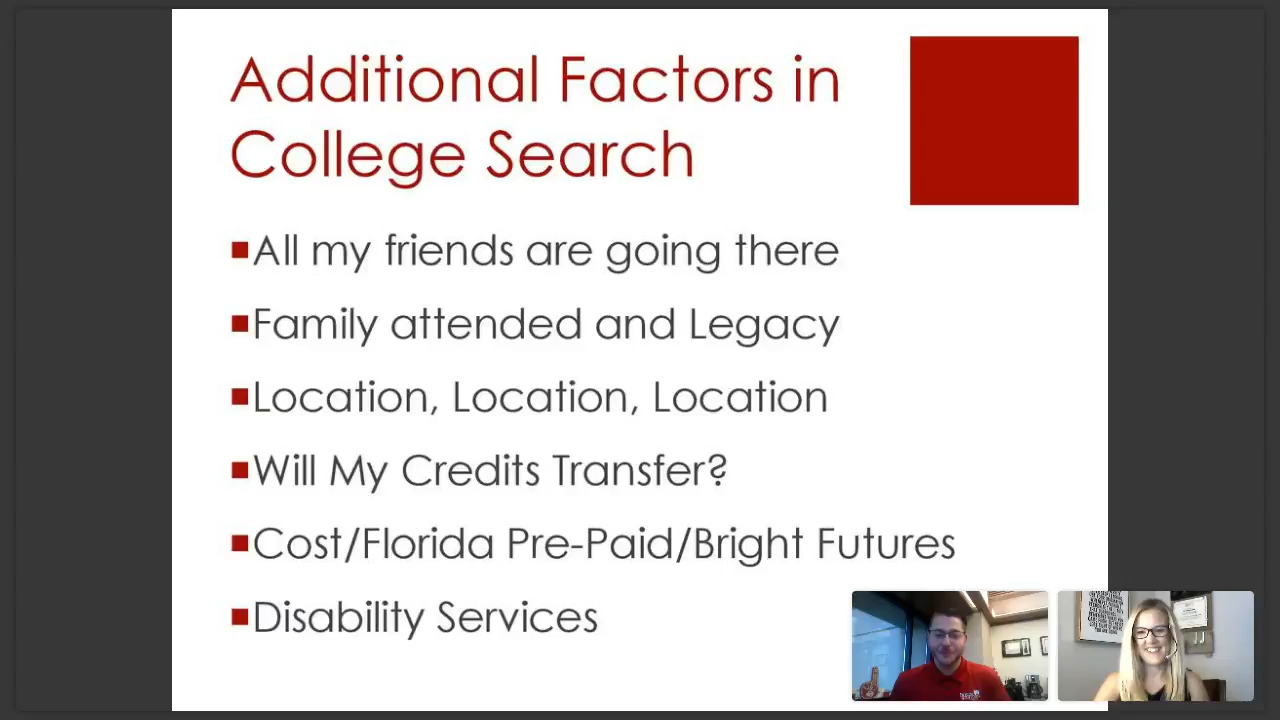 Additional Factors in
College Search
All my friends are going there
Family attended and Legacy
Location, Location, Location
Will My Credits Transfer?
Cost/Florida Pre-Paid/Bright Futures
Disability Services